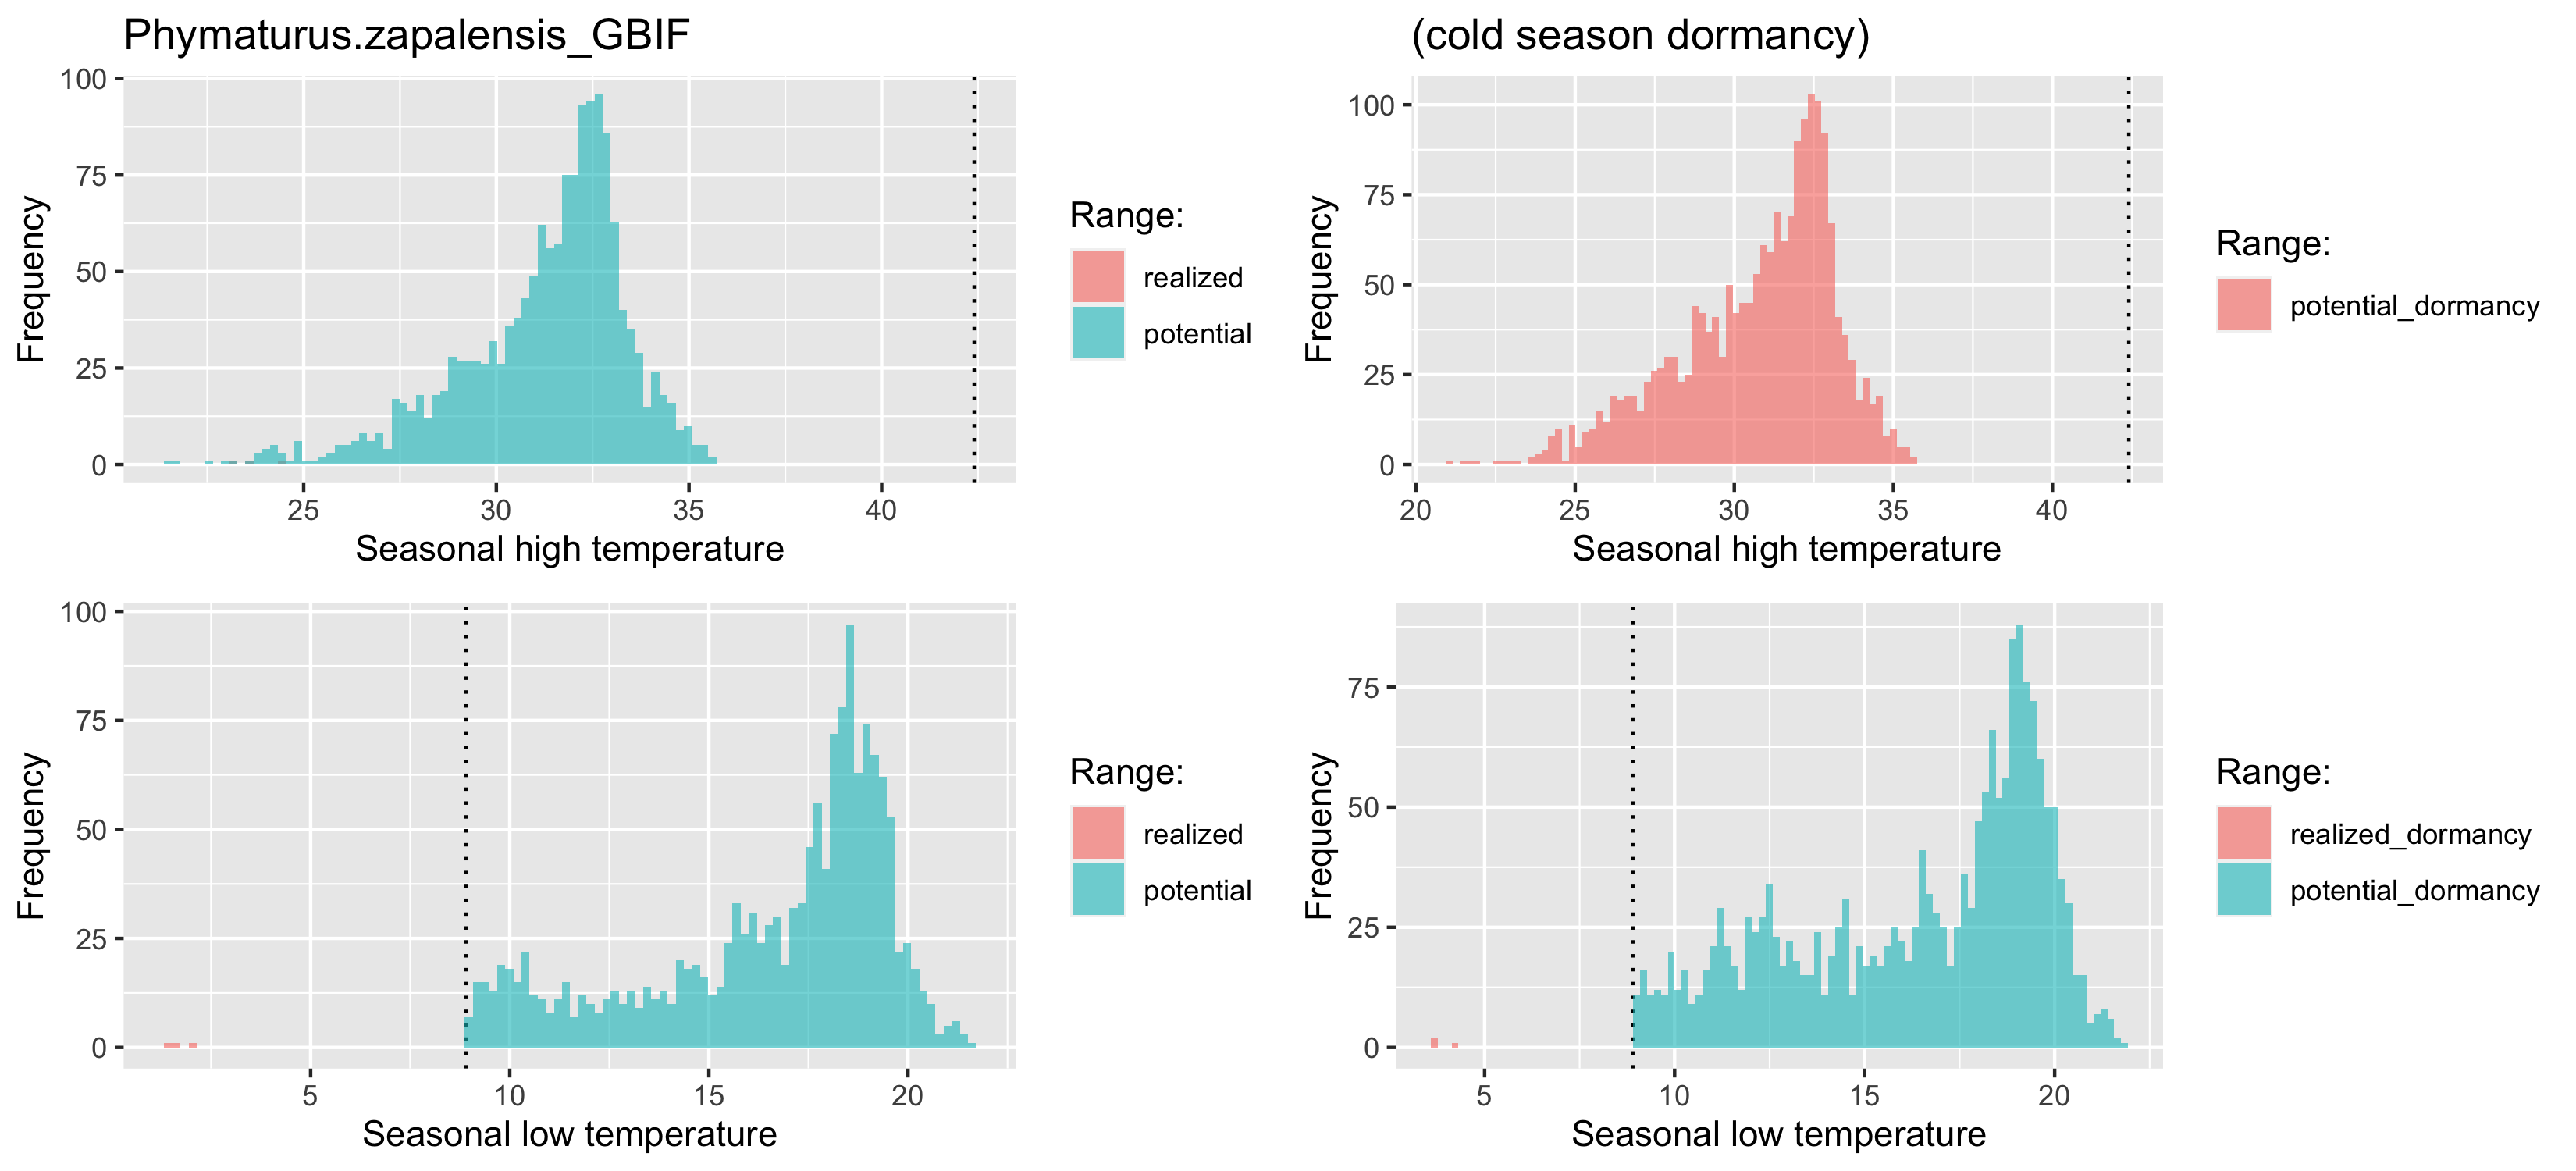 Phymaturus.zapalensis_GBIF
100
75
50
25
0
Frequency
25 30 35 40
Seasonal high temperature
Range:
realized
potential
(cold season dormancy)
100
75
50
25
0
Frequency
20 25 30 35 40
Seasonal high temperature
Range:
potential_dormancy
100
75
50
25
0
Frequency
5 10 15 20
Seasonal low temperature
Range:
realized
potential
75
50
25
0
Frequency
5 10 15 20
Seasonal low temperature
Range:
realized_dormancy
potential_dormancy